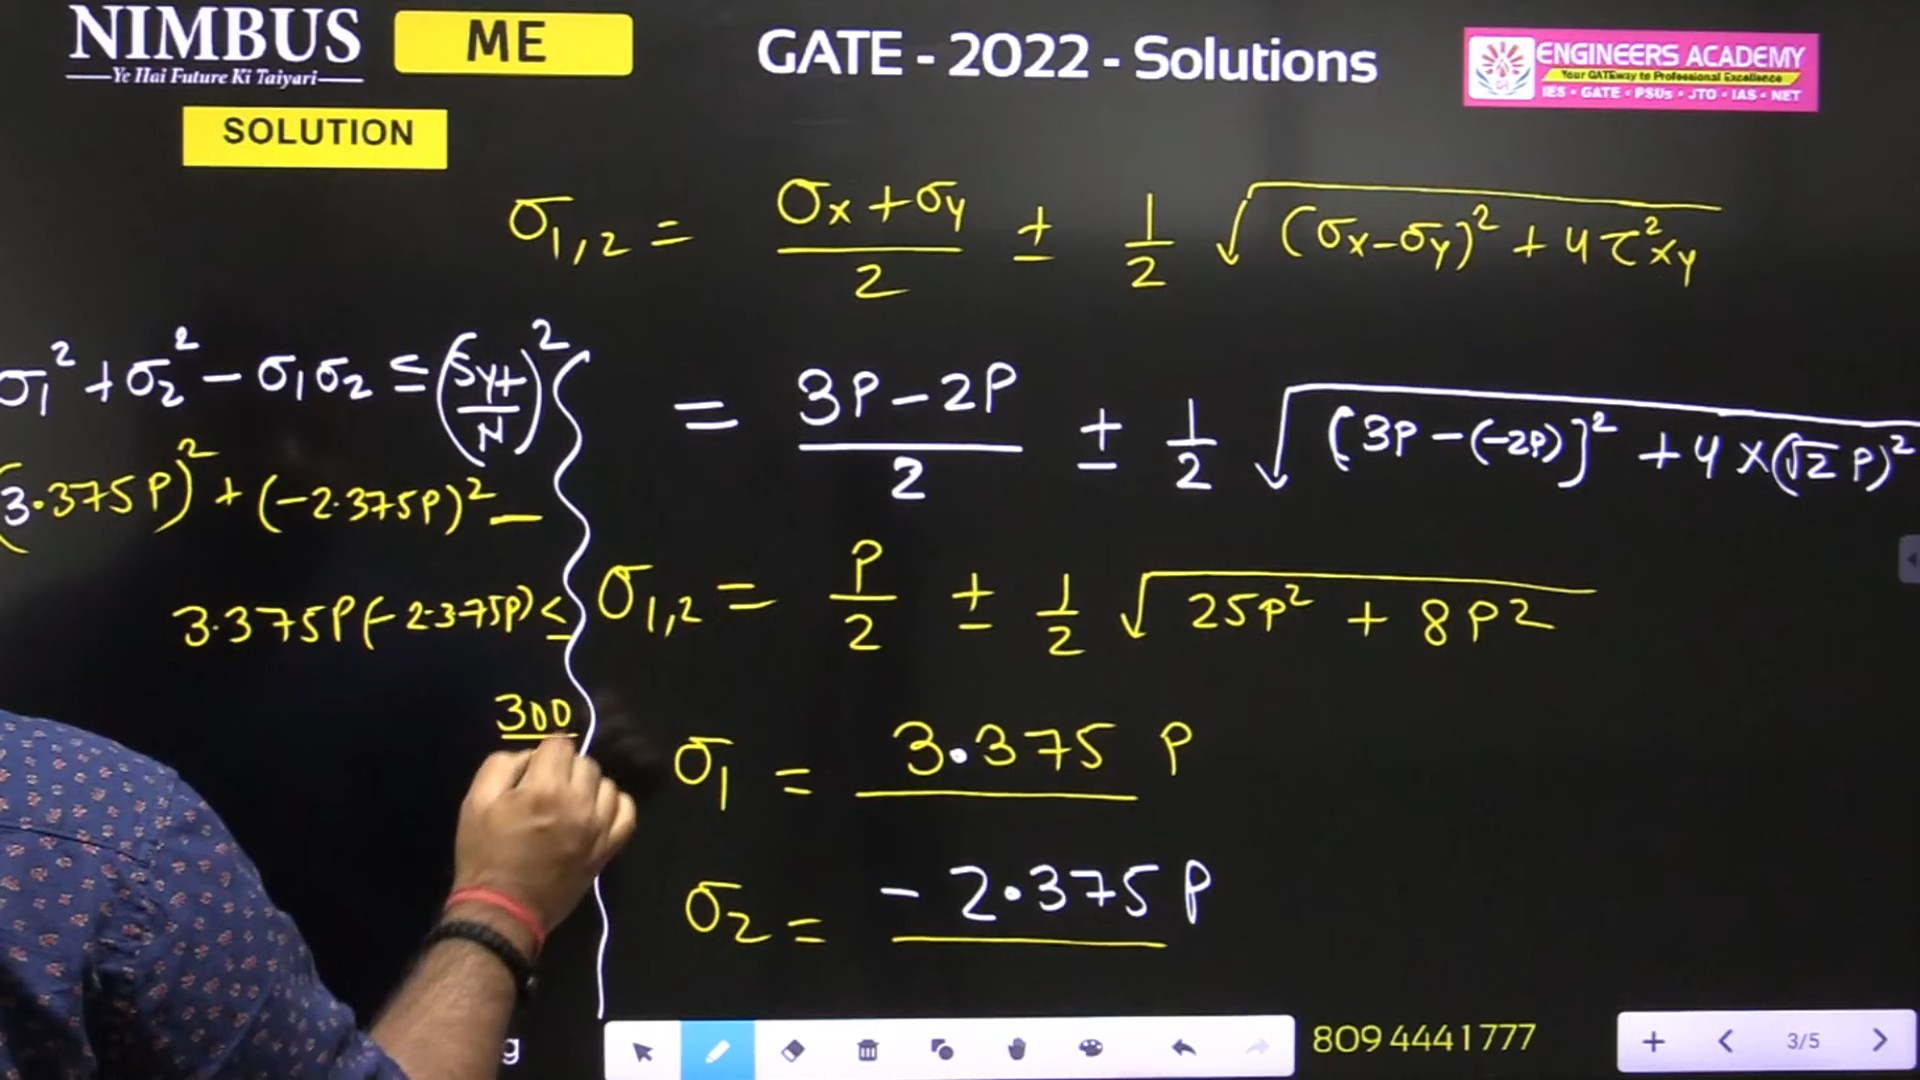 NIMBUS
Ye Hai Future Ki Taiyari
ME
GATE - 2022 - Solutions
ENGINEERS ACADEMY
Your GATEway to Professional Excellence
IES • GATE • PSUs • JTO • IAS • NET
SOLUTION
σ1,2 = (σx+σy)/2 ± 1/2 √((σx-σy)² + 4τ²xy)
σ1² + σ2² - σ1σ2 ≤ (Syt/N)²
(3.375P)² + (-2.375P)² -
3.375P(-2.375P) ≤
300
= (3P-2P)/2 ± 1/2 √([3P-(-2P)]² + 4×(√2 P)²
σ1,2 = P/2 ± 1/2 √(25P² + 8P2)
σ1 = 3.375 P
σ2 = - 2.375 P
g
809 4441777
3/5